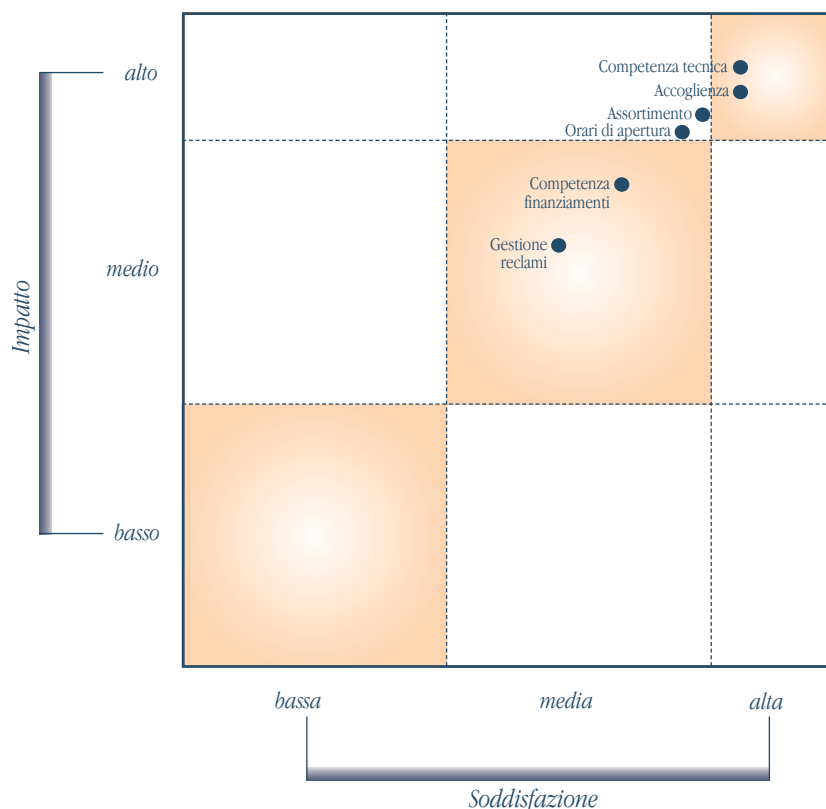 alto
Competenza tecnica
Accoglienza
Assortimento
Orari di apertura
Competenza
finanziamenti
Gestione
reclami
medio
Impatto
basso
bassa
media
alta
Soddisfazione